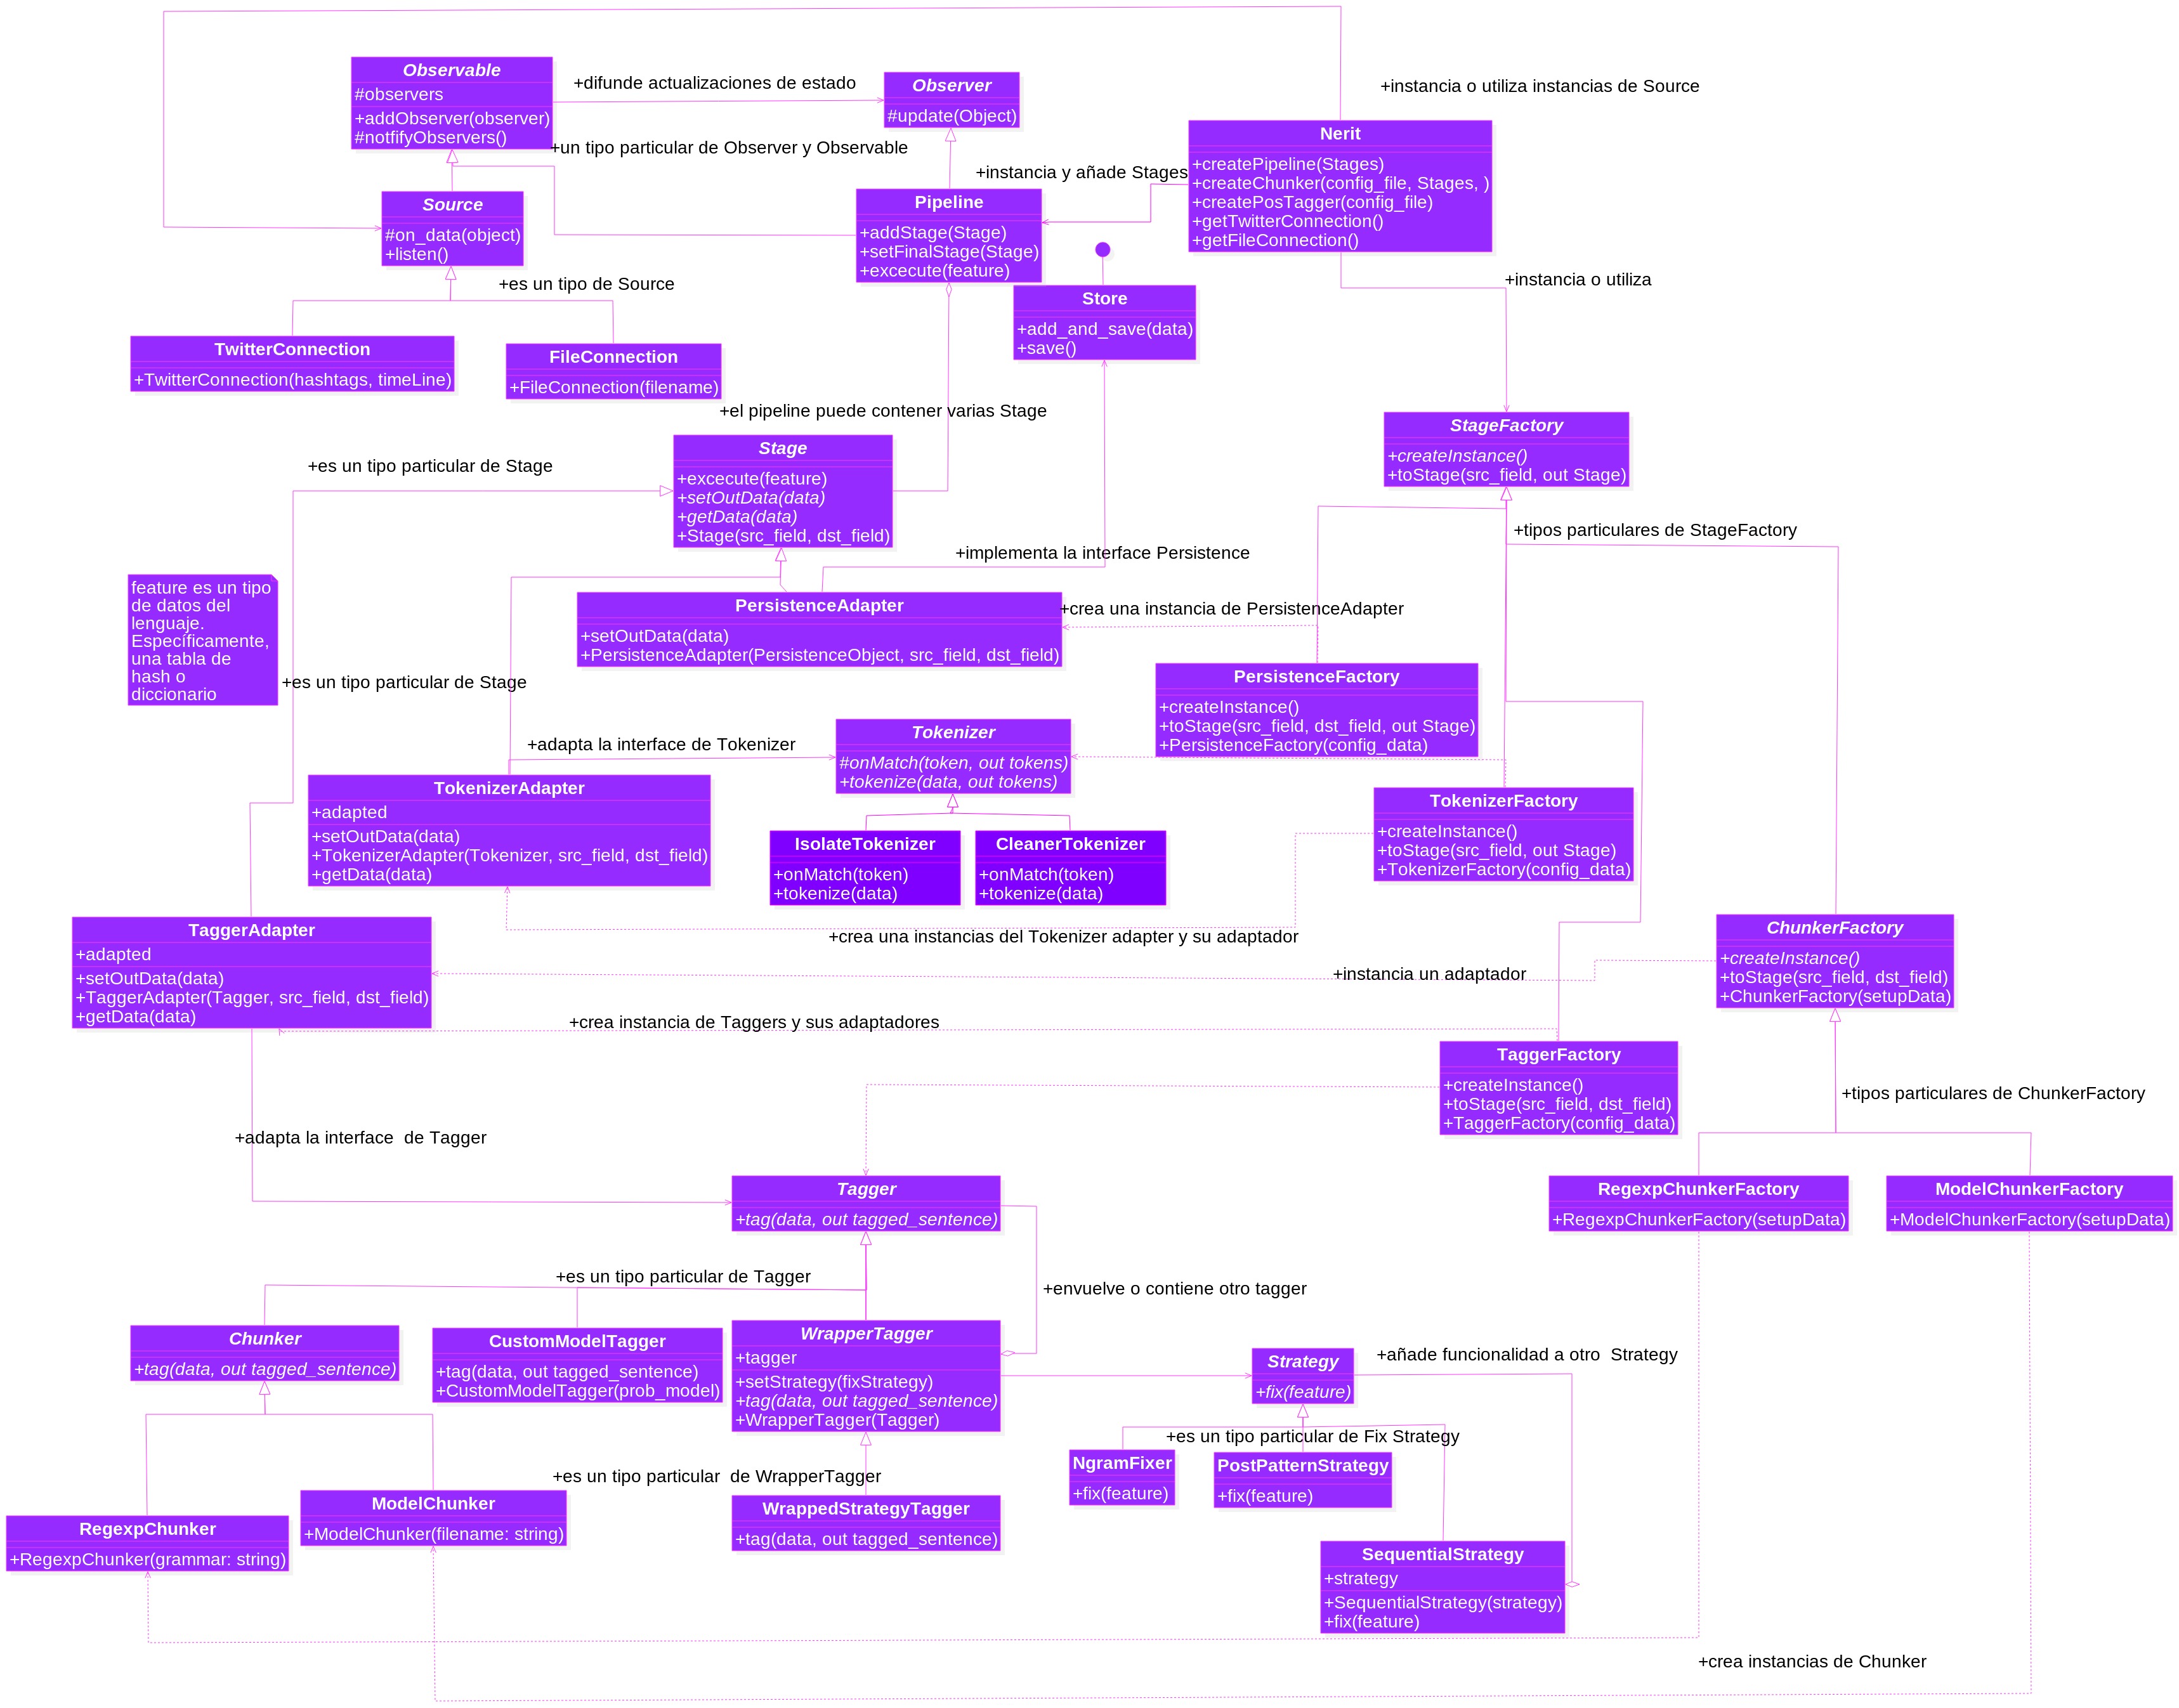 Observable
#observers
+addObserver(observer)
#notfifyObservers()
+difunde actualizaciones de estado
Observer
#update(Object)
+instancia o utiliza instancias de Source
Nerit
+createPipeline(Stages)
+createChunker(config_file, Stages, )
+createPosTagger(config_file)
+getTwitterConnection()
+getFileConnection()
+un tipo particular de Observer y Observable
+instancia y añade Stages
Source
#on_data(object)
+listen()
Pipeline
+addStage(Stage)
+setFinalStage(Stage)
+excecute(feature)
+es un tipo de Source
+instancia o utiliza
Store
+add_and_save(data)
+save()
TwitterConnection
+TwitterConnection(hashtags, timeLine)
FileConnection
+FileConnection(filename)
+el pipeline puede contener varias Stage
StageFactory
+createInstance()
+toStage(src_field, out Stage)
Stage
+excecute(feature)
+setOutData(data)
+getData(data)
+Stage(src_field, dst_field)
+es un tipo particular de Stage
+tipos particulares de StageFactory
+implementa la interface Persistence
feature es un tipo
de datos del
lenguaje.
Específicamente,
una tabla de
hash o
diccionario
PersistenceAdapter
+setOutData(data)
+PersistenceAdapter(PersistenceObject, src_field, dst_field)
+crea una instancia de PersistenceAdapter
+es un tipo particular de Stage
PersistenceFactory
+createInstance()
+toStage(src_field, dst_field, out Stage)
+PersistenceFactory(config_data)
Tokenizer
#onMatch(token, out tokens)
+tokenize(data, out tokens)
+adapta la interface de Tokenizer
TokenizerAdapter
+adapted
+setOutData(data)
+TokenizerAdapter(Tokenizer, src_field, dst_field)
+getData(data)
TokenizerFactory
+createInstance()
+toStage(src_field, out Stage)
+TokenizerFactory(config_data)
IsolateTokenizer
+onMatch(token)
+tokenize(data)
CleanerTokenizer
+onMatch(token)
+tokenize(data)
+crea una instancias del Tokenizer adapter y su adaptador
TaggerAdapter
+adapted
+setOutData(data)
+TaggerAdapter(Tagger, src_field, dst_field)
+getData(data)
ChunkerFactory
+createInstance()
+toStage(src_field, dst_field)
+ChunkerFactory(setupData)
+instancia un adaptador
+crea instancia de Taggers y sus adaptadores
TaggerFactory
+createInstance()
+toStage(src_field, dst_field)
+TaggerFactory(config_data)
+tipos particulares de ChunkerFactory
+adapta la interface  de Tagger
Tagger
+tag(data, out tagged_sentence)
RegexpChunkerFactory
+RegexpChunkerFactory(setupData)
ModelChunkerFactory
+ModelChunkerFactory(setupData)
+es un tipo particular de Tagger
+envuelve o contiene otro tagger
Chunker
+tag(data, out tagged_sentence)
CustomModelTagger
+tag(data, out tagged_sentence)
+CustomModelTagger(prob_model)
WrapperTagger
+tagger
+setStrategy(fixStrategy)
+tag(data, out tagged_sentence)
+WrapperTagger(Tagger)
Strategy
+fix(feature)
+añade funcionalidad a otro  Strategy
+es un tipo particular de Fix Strategy
NgramFixer
+fix(feature)
PostPatternStrategy
+fix(feature)
+es un tipo particular  de WrapperTagger
RegexpChunker
+RegexpChunker(grammar: string)
ModelChunker
+ModelChunker(filename: string)
WrappedStrategyTagger
+tag(data, out tagged_sentence)
SequentialStrategy
+strategy
+SequentialStrategy(strategy)
+fix(feature)
+crea instancias de Chunker